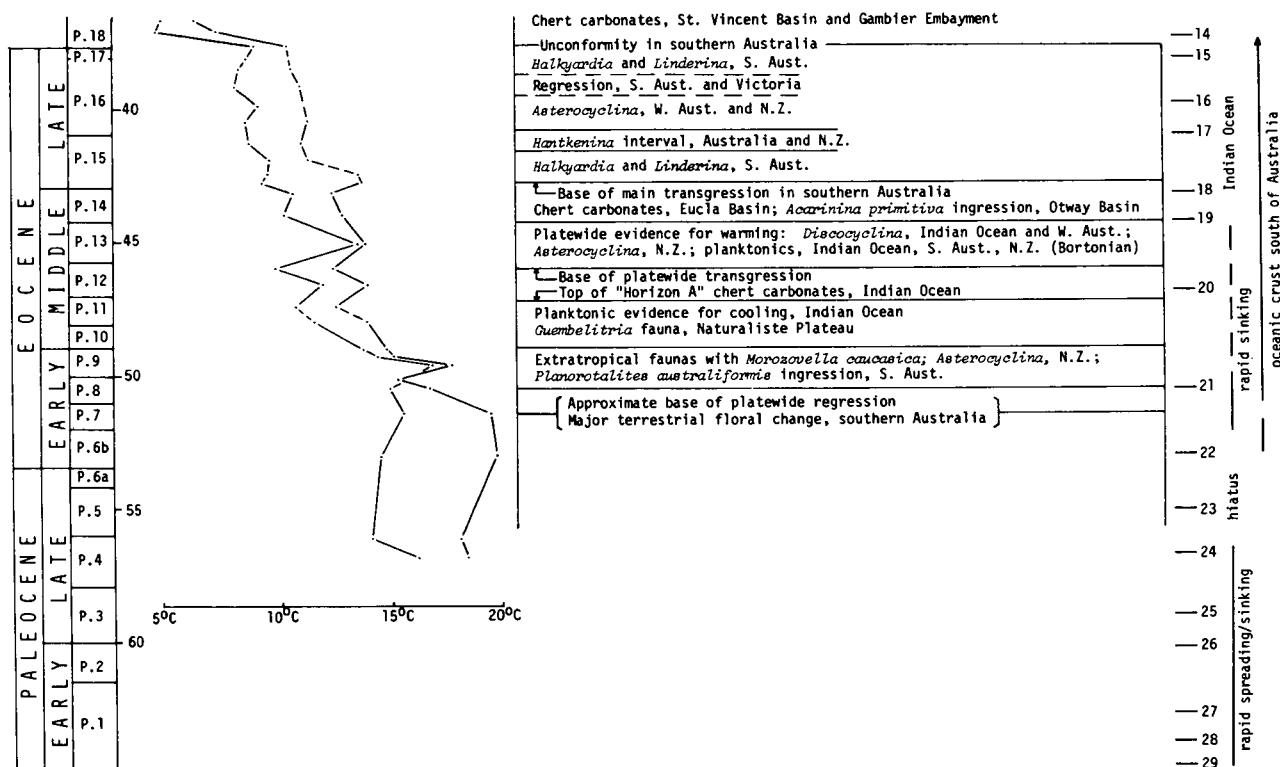 P.18
P.17
P.16
P.15
P.14
P.13
P.12
P.11
P.10
P.9
P.8
P.7
P.6b
P.6a
P.5
P.4
P.3
P.2
P.1
EOCENE
LATE
MIDDLE
EARLY
PALEOCENE
LATE
EARLY
40
45
50
55
60
5°C
10°C
15°C
20°C
Chert carbonates, St. Vincent Basin and Gambier Embayment
Unconformity in southern Australia
Halkyardia and Linderina, S. Aust.
Regression, S. Aust. and Victoria
Asterocyclina, W. Aust. and N.Z.
Hantkenina interval, Australia and N.Z.
Halkyardia and Linderina, S. Aust.
Base of main transgression in southern Australia
Chert carbonates, Eucla Basin; Acarinina primitiva ingression, Otway Basin
Platewide evidence for warming: Discocyclina, Indian Ocean and W. Aust.;
Asterocyclina, N.Z.; planktonics, Indian Ocean, S. Aust., N.Z. (Bortonian)
Base of platewide transgression
Top of "Horizon A" chert carbonates, Indian Ocean
Planktonic evidence for cooling, Indian Ocean
Guembelitria fauna, Naturaliste Plateau
Extratropical faunas with Morozovella caucasica; Asterocyclina, N.Z.;
Planorotalites australiformis ingression, S. Aust.
Approximate base of platewide regression
Major terrestrial floral change, southern Australia
14
15
16
17
18
19
20
21
22
23
24
25
26
27
28
29
Indian Ocean
rapid sinking
hiatus
rapid spreading/sinking
oceanic crust south of Australia